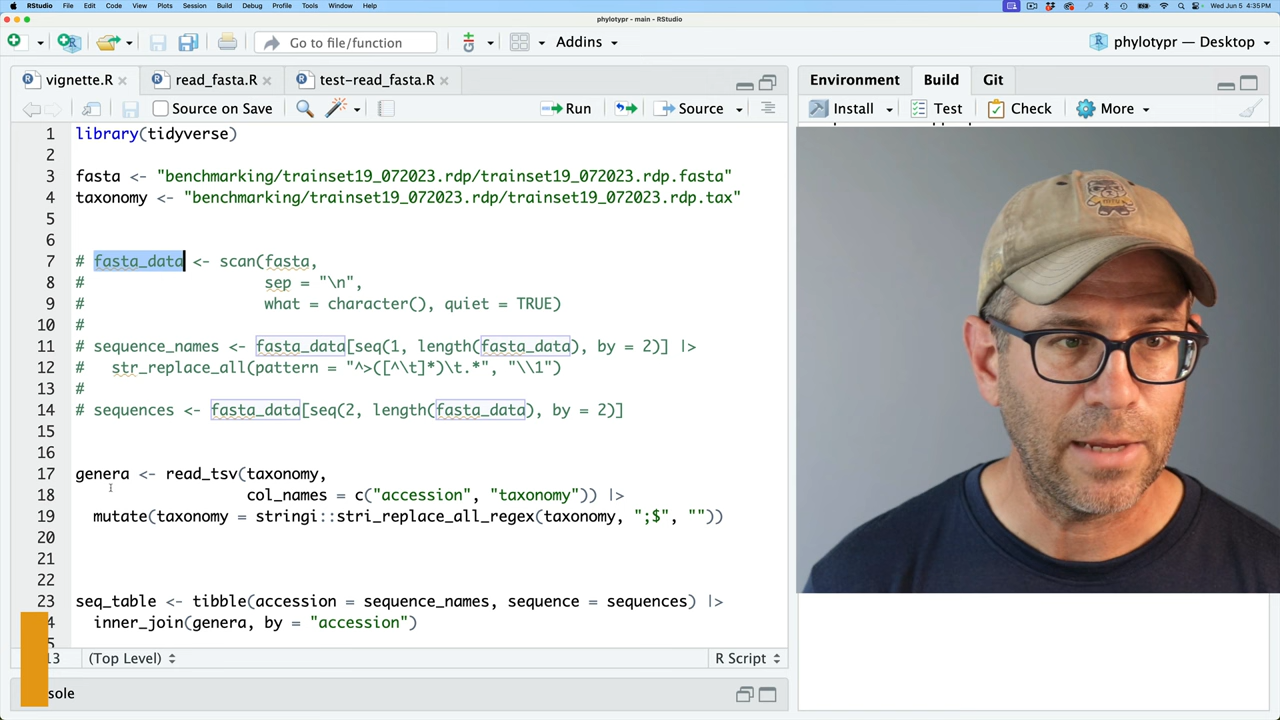 RStudio File Edit Code View Plots Session Build Debug Profile Tools Window Help Wed Jun 5 4:35 PM
phylotypr - main - RStudio
Go to file/function Addins phylotypr — Desktop
vignette.R read_fasta.R test-read_fasta.R Environment Build Git
Source on Save Run Source Install Test Check More
1 library(tidyverse)
2
3 fasta <- "benchmarking/trainset19_072023.rdp/trainset19_072023.rdp.fasta"
4 taxonomy <- "benchmarking/trainset19_072023.rdp/trainset19_072023.rdp.tax"
5
6
7 # fasta_data <- scan(fasta,
8 # sep = "\n",
9 # what = character(), quiet = TRUE)
10 #
11 # sequence_names <- fasta_data[seq(1, length(fasta_data), by = 2)] |>
12 # str_replace_all(pattern = "^>([^\t]*)\t.*", "\\1")
13 #
14 # sequences <- fasta_data[seq(2, length(fasta_data), by = 2)]
15
16
17 genera <- read_tsv(taxonomy,
18 col_names = c("accession", "taxonomy")) |>
19 mutate(taxonomy = stringi::stri_replace_all_regex(taxonomy, ";$", ""))
20
21
22
23 seq_table <- tibble(accession = sequence_names, sequence = sequences) |>
4 inner_join(genera, by = "accession")
13 (Top Level) R Script
sole